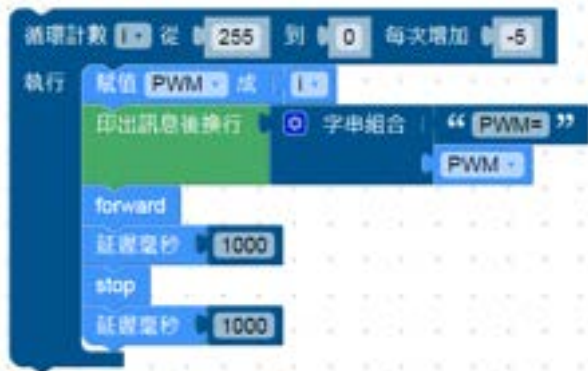 循環計數 i 從 255 到 0 每次增加 -5
執行 賦值 PWM 成 i
印出訊息後換行 字串組合 “ PWM= ”
PWM
forward
延遲毫秒 1000
stop
延遲毫秒 1000